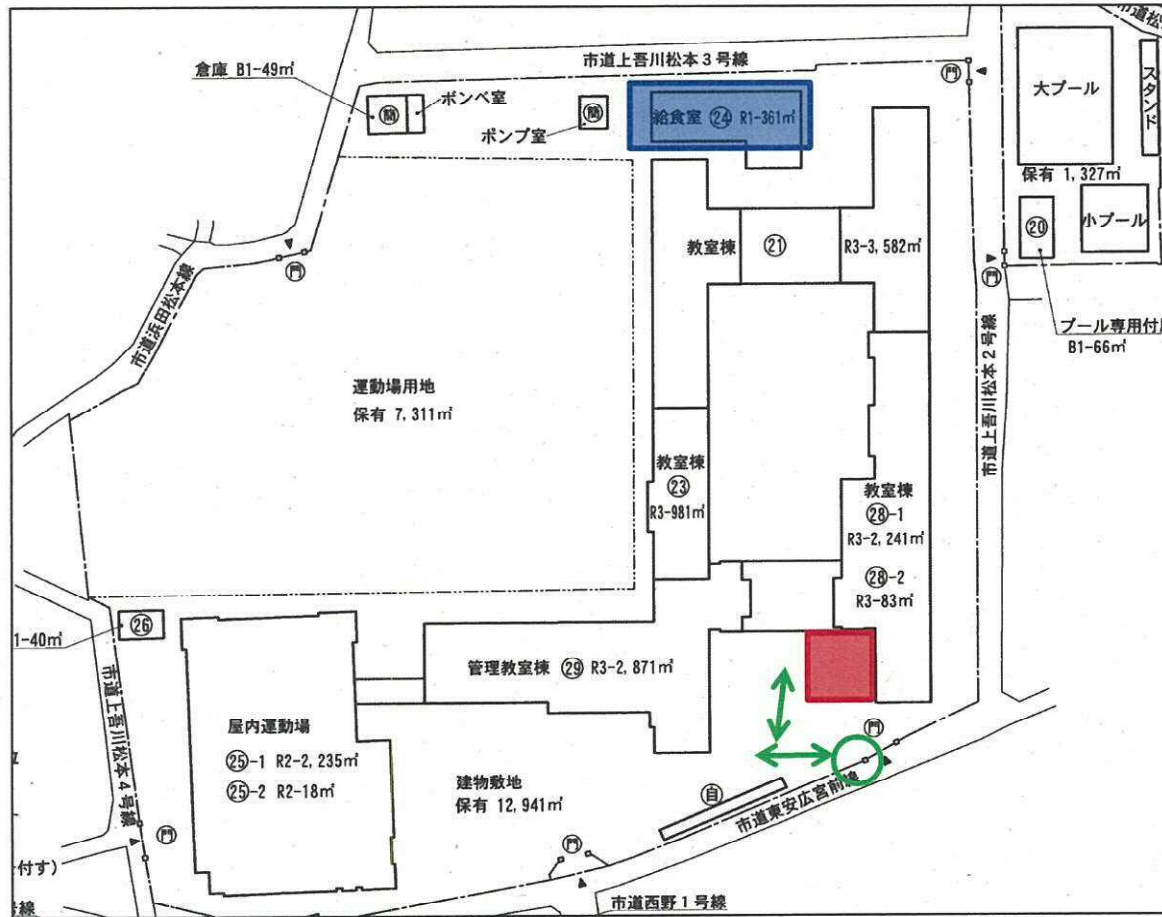 市道上吾川松本3号線
市道松
倉庫 B1-49㎡
簡
ボンベ室
ポンプ室
簡
給食室 ㉔ R1-361㎡
門
大プール
スタンド
保有 1,327㎡
小プール
⑳
門
プール専用付属
B1-66㎡
教室棟
㉑
R3-3,582㎡
門
市道浜田松本線
運動場用地
保有 7,311㎡
市道上吾川松本2号線
教室棟
㉓
R3-981㎡
教室棟
㉘-1
R3-2,241㎡
㉘-2
R3-83㎡
㉖
1-40㎡
管理教室棟 ㉙ R3-2,871㎡
市道上吾川松本4号線
屋内運動場
㉕-1 R2-2,235㎡
㉕-2 R2-18㎡
建物敷地
保有 12,941㎡
自
門
市道東安広宮前線
門
門
付す)
号線
市道西野1号線